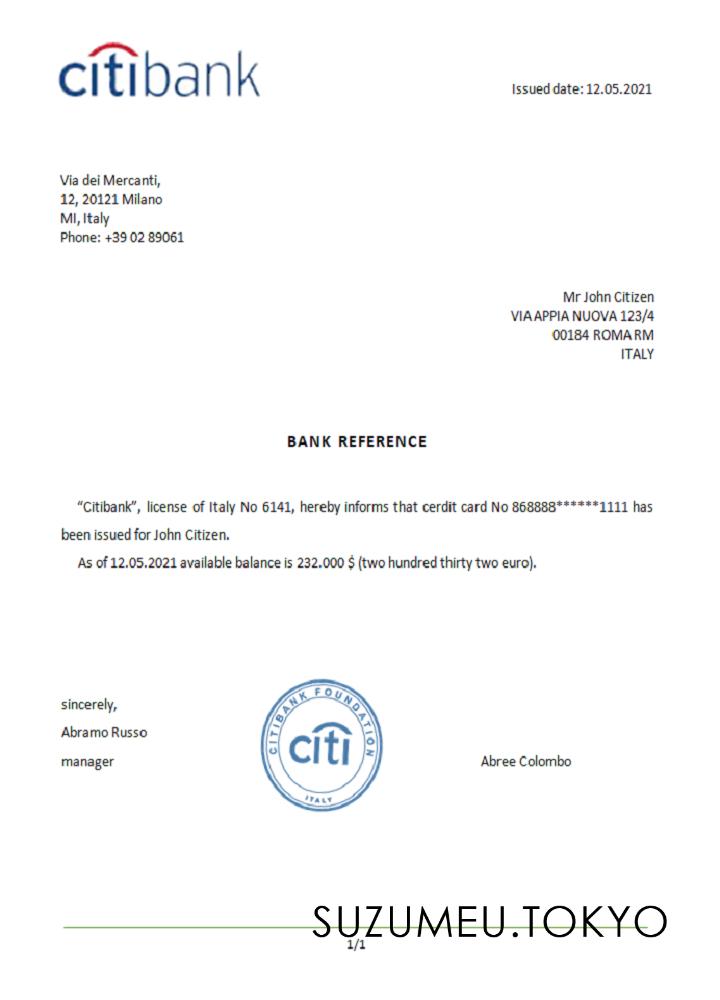 citibank
Issued date: 12.05.2021
Via dei Mercanti,
12, 20121 Milano
MI, Italy
Phone: +39 02 89061
Mr John Citizen
VIA APPIA NUOVA 123/4
00184 ROMA RM
ITALY
BANK REFERENCE
“Citibank”, license of Italy No 6141, hereby informs that cerdit card No 868888******1111 has
been issued for John Citizen.
As of 12.05.2021 available balance is 232.000 $ (two hundred thirty two euro).
sincerely,
Abramo Russo
manager
CITIBANK FOUNDATION
citi
ITALY
Abree Colombo
SUZUMEU.TOKYO
1/1